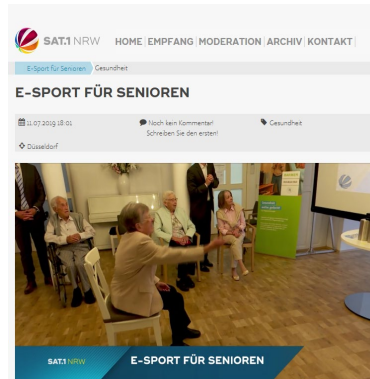 SAT.1 NRW
HOME | EMPFANG | MODERATION | ARCHIV | KONTAKT |
E-Sport für Senioren Gesundheit
E-SPORT FÜR SENIOREN
11.07.2019 18:01
Noch kein Kommentar!
Schreiben Sie den ersten!
Gesundheit
Düsseldorf
SAT.1 NRW
E-SPORT FÜR SENIOREN